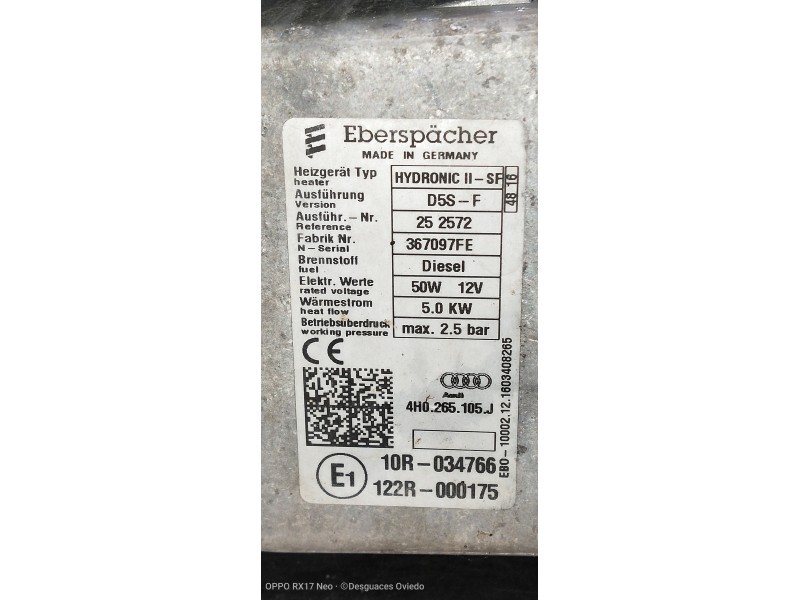 Eberspächer
MADE IN GERMANY
Heizgerät Typ HYDRONIC II-SF
heater
48 16
Ausführung D5S-F
Version
Ausführ.-Nr. 25 2572
Reference
Fabrik Nr. 367097FE
N-Serial
Brennstoff Diesel
fuel
Elektr. Werte 50W 12V
rated voltage
Wärmestrom 5.0 KW
heat flow
Betriebsüberdruck max. 2.5 bar
working pressure
CE
Audi
4H0.265.105.J
EBO-10002.12.1603408265
10R-034766
E1
122R-000175
OPPO RX17 Neo · ©Desguaces Oviedo